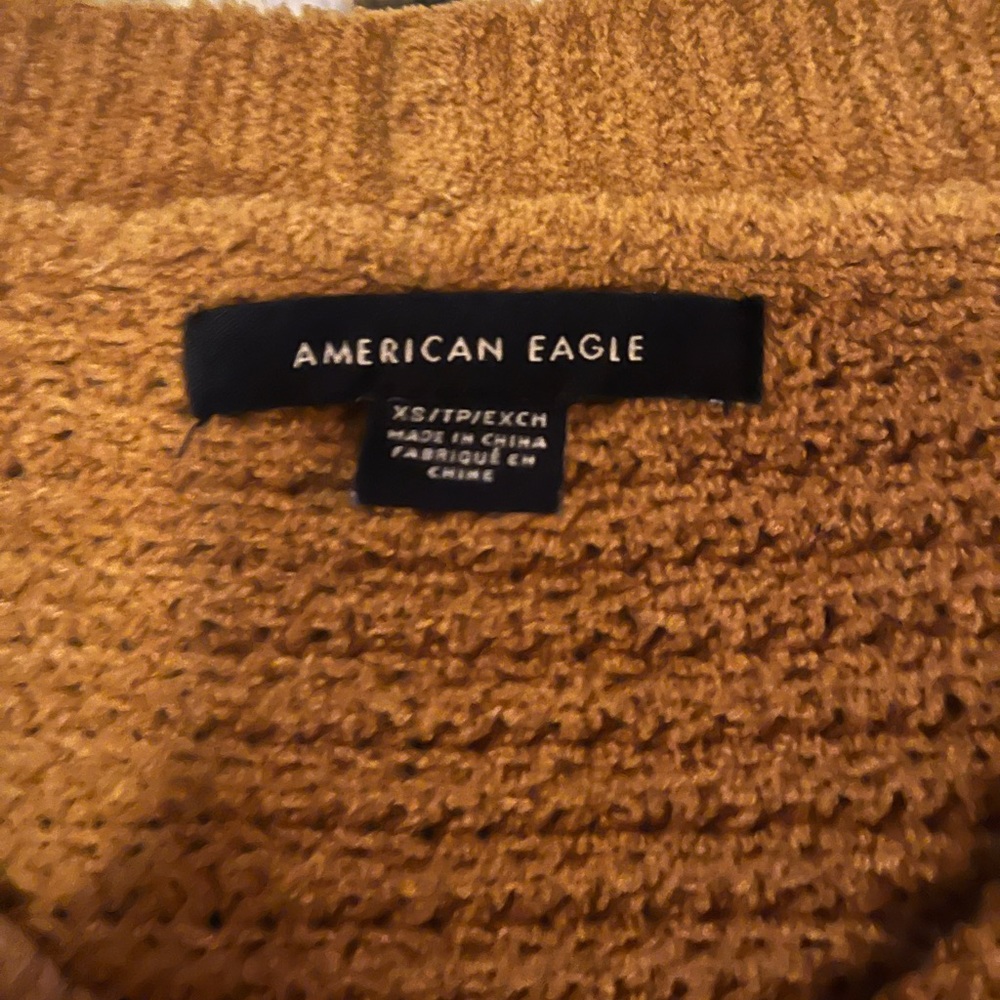 AMERICAN EAGLE
XS/TP/EXCH
MADE IN CHINA
FABRIQUÉ EN
CHINE